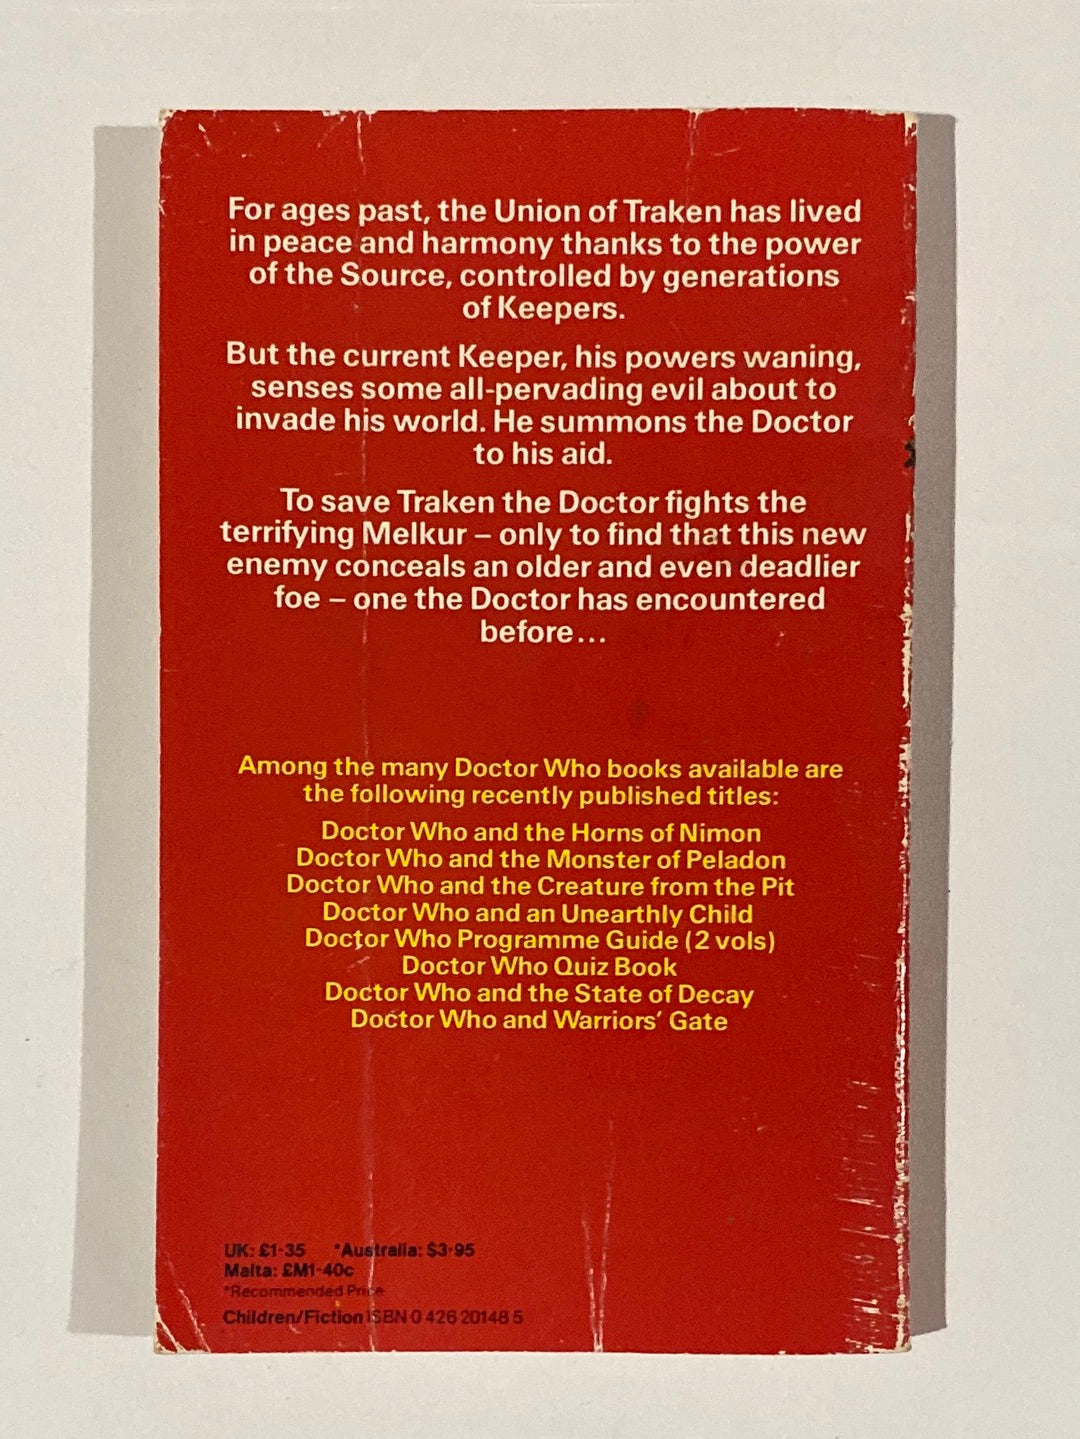 For ages past, the Union of Traken has lived
in peace and harmony thanks to the power
of the Source, controlled by generations
of Keepers.
But the current Keeper, his powers waning,
senses some all-pervading evil about to
invade his world. He summons the Doctor
to his aid.
To save Traken the Doctor fights the
terrifying Melkur – only to find that this new
enemy conceals an older and even deadlier
foe – one the Doctor has encountered
before...
Among the many Doctor Who books available are
the following recently published titles:
Doctor Who and the Horns of Nimon
Doctor Who and the Monster of Peladon
Doctor Who and the Creature from the Pit
Doctor Who and an Unearthly Child
Doctor Who Programme Guide (2 vols)
Doctor Who Quiz Book
Doctor Who and the State of Decay
Doctor Who and Warriors' Gate
UK: £1·35 *Australia: $3·95
Malta: £M1·40c
*Recommended Price
Children/Fiction ISBN 0 426 20148 5